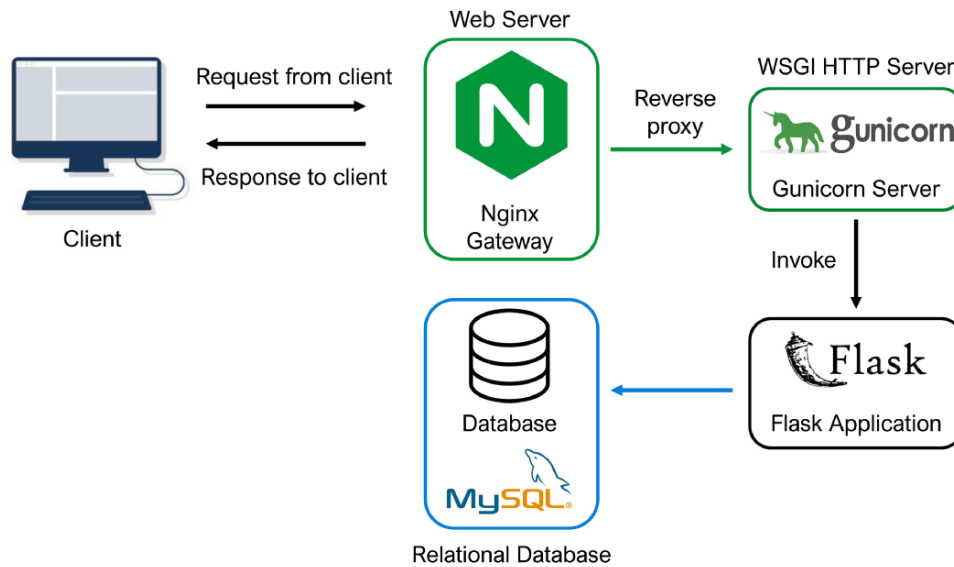 Web Server
Request from client
Response to client
Client
N
Nginx
Gateway
Reverse
proxy
WSGI HTTP Server
gunicorn
Gunicorn Server
Invoke
Flask
Flask Application
Database
MySQL®
Relational Database